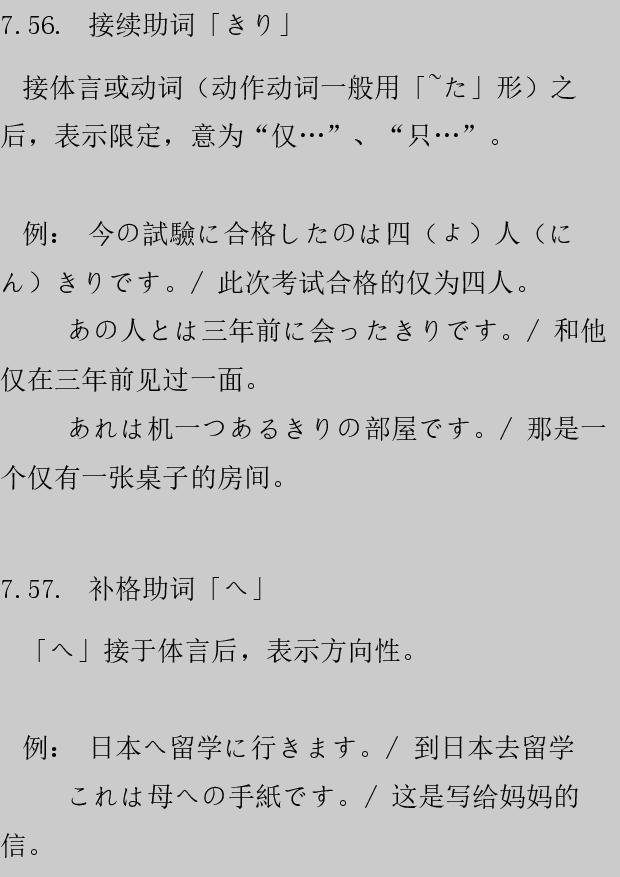 7.56. 接续助词「きり」
接体言或动词（动作动词一般用「~た」形）之
后，表示限定，意为“仅…”、“只…”。
例： 今の試驗に合格したのは四（よ）人（に
ん）きりです。/ 此次考试合格的仅为四人。
あの人とは三年前に会ったきりです。/ 和他
仅在三年前见过一面。
あれは机一つあるきりの部屋です。/ 那是一
个仅有一张桌子的房间。
7.57. 补格助词「へ」
「へ」接于体言后，表示方向性。
例： 日本へ留学に行きます。/ 到日本去留学
これは母への手紙です。/ 这是写给妈妈的
信。